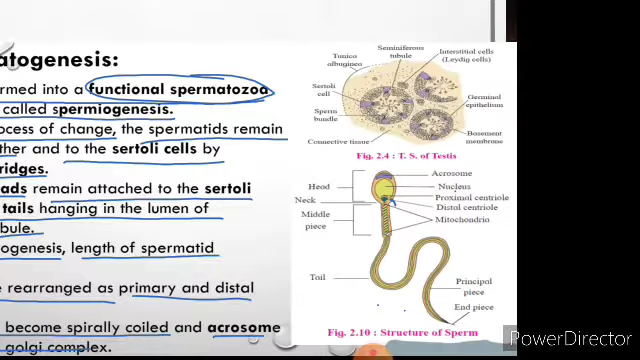 atogenesis:
rmed into a functional spermatozoa
called spermiogenesis.
ocess of change, the spermatids remain
ther and to the sertoli cells by
ridges.
ads remain attached to the sertoli
tails hanging in the lumen of
bule.
ogenesis, length of spermatid
e rearranged as primary and distal
become spirally coiled and acrosome
golgi complex.
Seminiferous
tubule
Interstitial cells
(Leydig cells)
Tunico
albugineo
Sertoli
cell
Sperm
bundle
Germinal
epithelium
Basement
membrane
Connective tissue
Fig. 2.4 : T. S. of Testis
Acrosome
Head
Nucleus
Proximal centriole
Neck
Distal centriole
Middle
piece
Mitochondria
Tail
Principal
piece
End piece
Fig. 2.10 : Structure of Sperm
PowerDirector